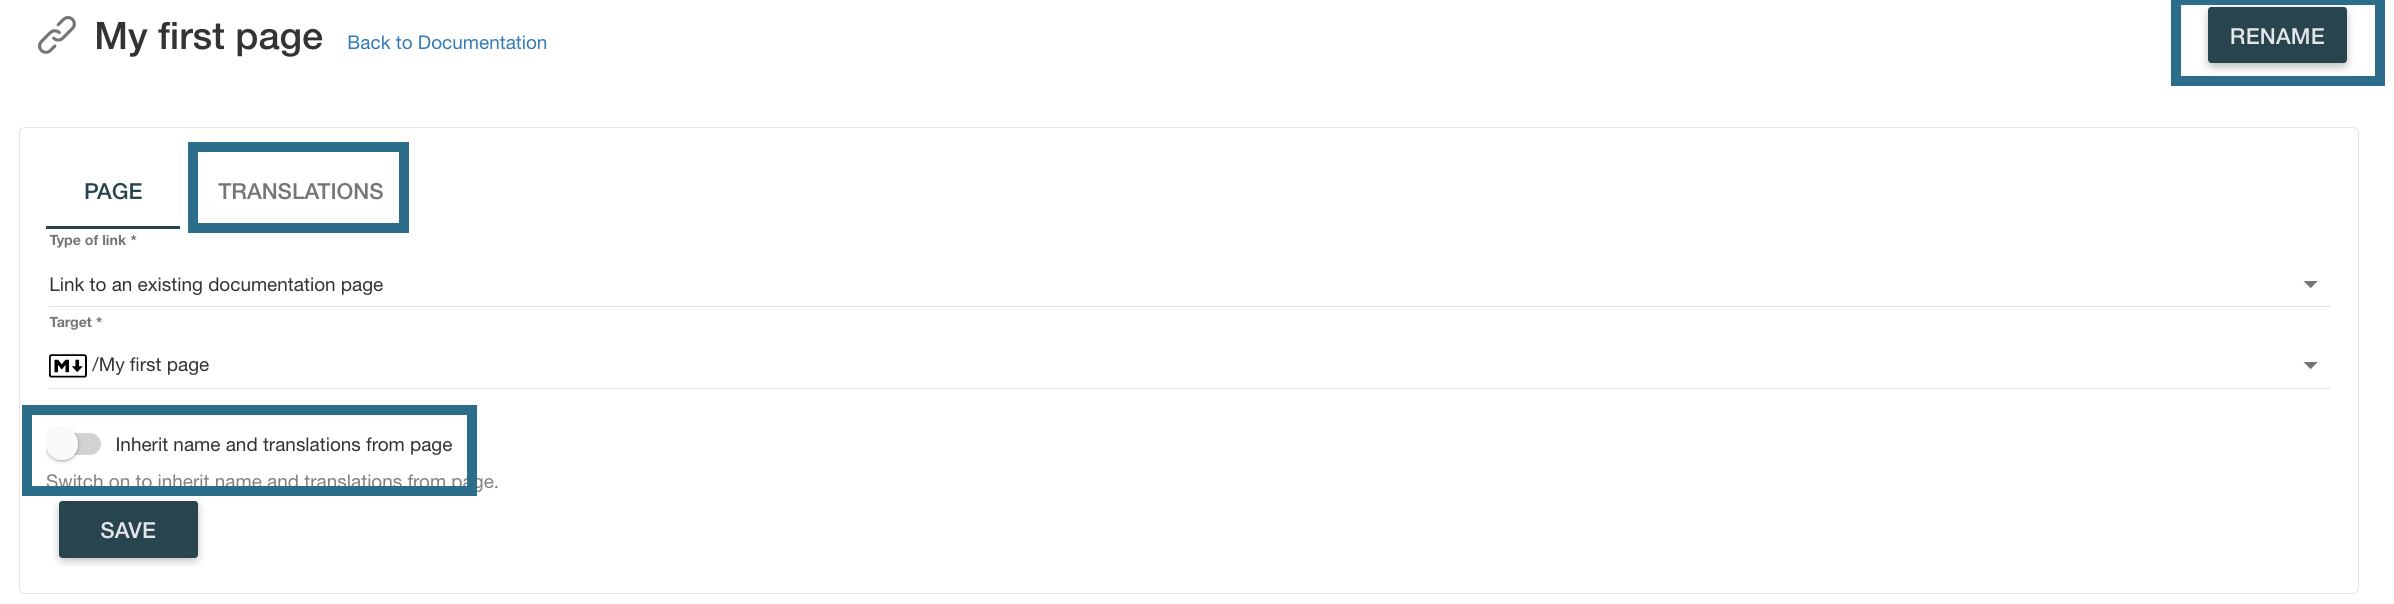 My first page Back to Documentation RENAME
PAGE TRANSLATIONS
Type of link *
Link to an existing documentation page
Target *
M /My first page
Inherit name and translations from page
Switch on to inherit name and translations from page.
SAVE